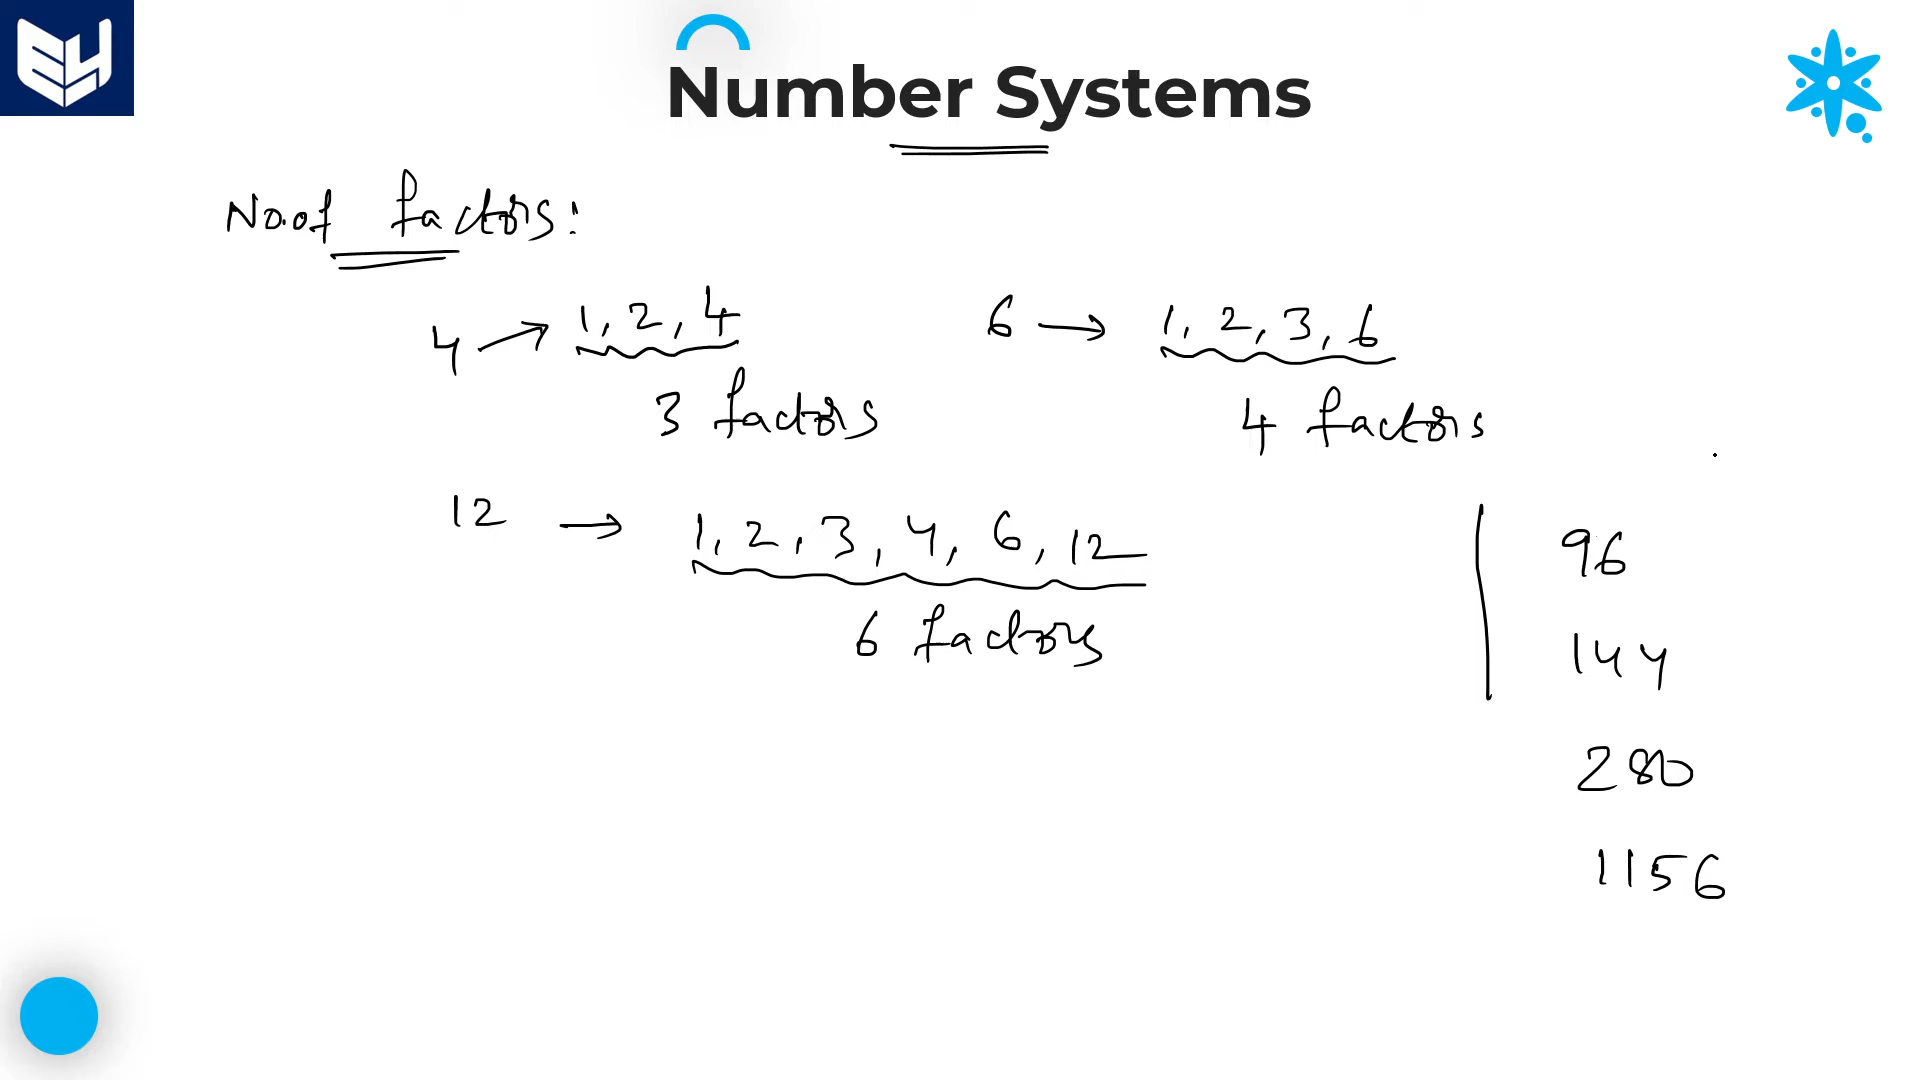 EY
Number Systems
No.of factors:
4 → 1, 2, 4
3 factors
6 → 1, 2, 3, 6
4 factors
12 → 1, 2, 3, 4, 6, 12
6 factors
96
144
280
1156